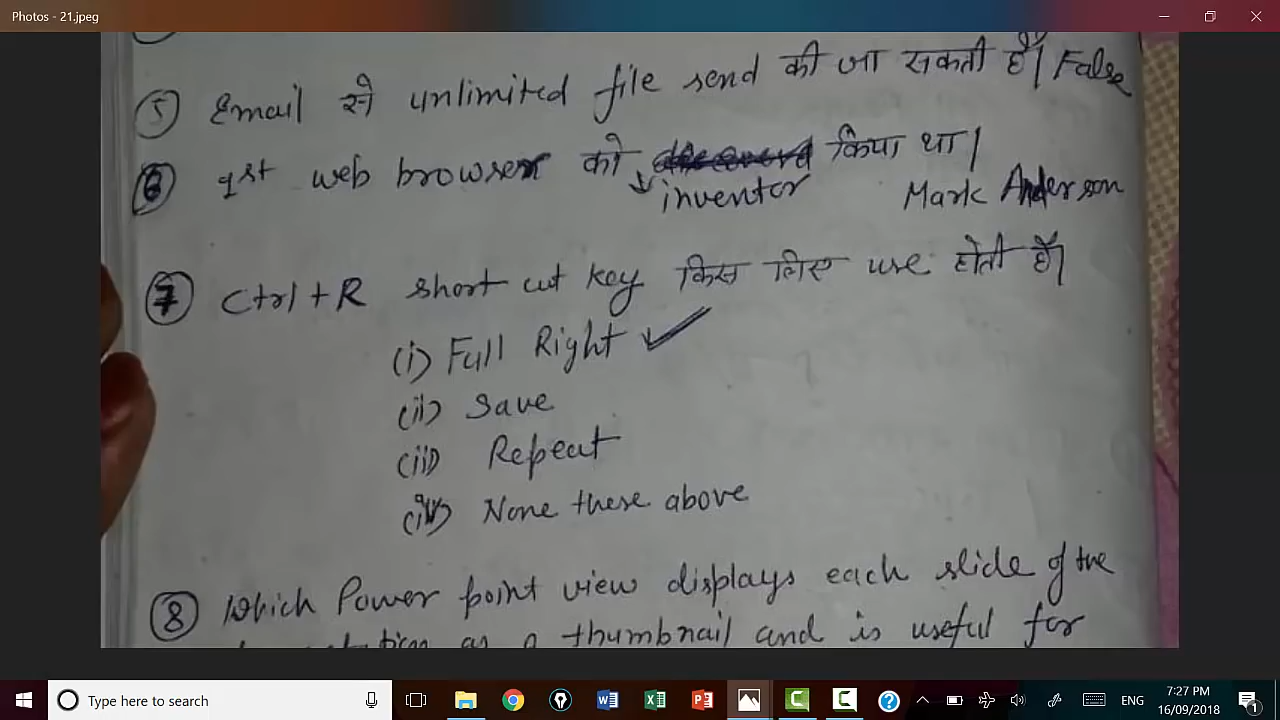 Photos - 21.jpeg
5 Email से unlimited file send की जा सकती है| False
6 1st web browser को किया था|
inventor Mark Anderson
7 Ctrl+R short cut key किस लिए use होती है|
(i) Full Right ✓
(ii) Save
(iii) Repeat
(iv) None these above
8 Which Power point view displays each slide of the
as a thumbnail and is useful for
Type here to search
ENG
7:27 PM
16/09/2018
1